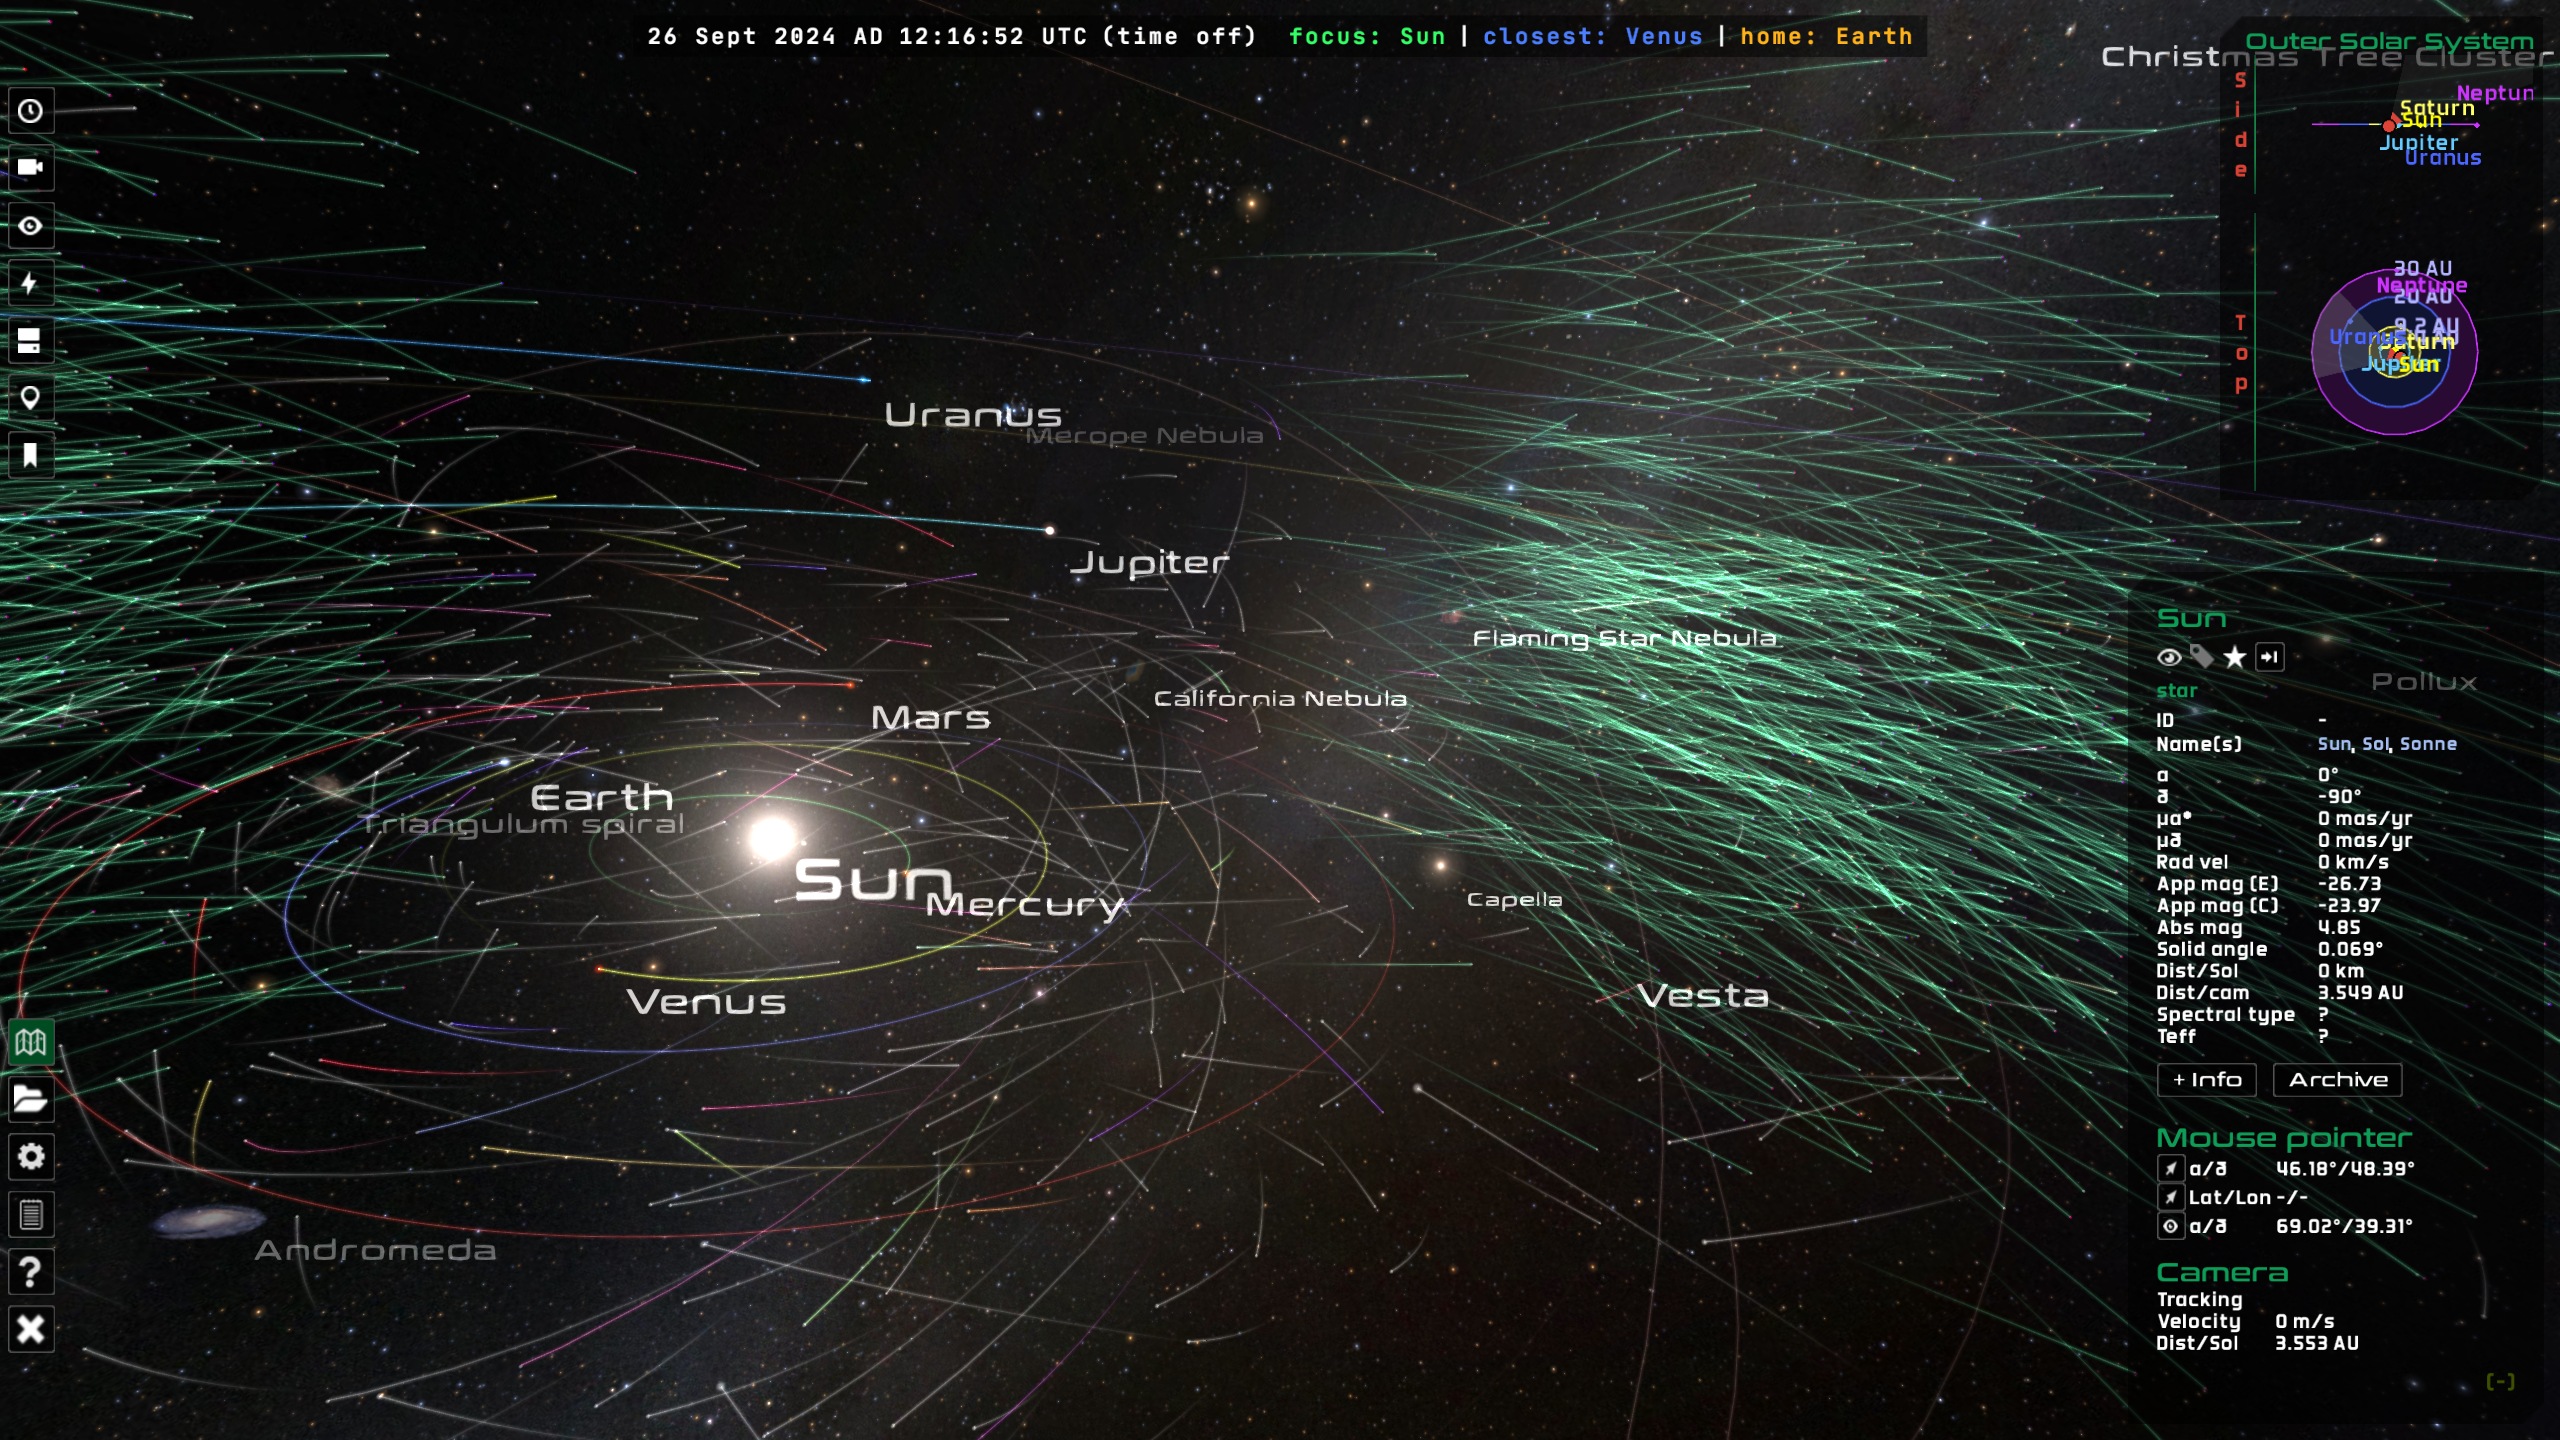 26 Sept 2024 AD 12:16:52 UTC (time off) focus: Sun | closest: Venus | home: Earth
Outer Solar System
Christmas Tree Cluster
Side
Neptun
Saturn
Sun
Jupiter
Uranus
Top
30 AU
Neptune
20 AU
Uranus
Saturn
Jupiter
Sun
Uranus
Merope Nebula
Jupiter
Flaming Star Nebula
California Nebula
Mars
Earth
Triangulum spiral
Sun
Mercury
Capella
Venus
Vesta
Andromeda
Pollux
Sun
star
ID -
Name(s) Sun, Sol, Sonne
α 0°
δ -90°
μα* 0 mas/yr
μδ 0 mas/yr
Rad vel 0 km/s
App mag (E) -26.73
App mag (C) -23.97
Abs mag 4.85
Solid angle 0.069°
Dist/Sol 0 km
Dist/cam 3.549 AU
Spectral type ?
Teff ?
+ Info Archive
Mouse pointer
α/δ 46.18°/48.39°
Lat/Lon -/-
α/δ 69.02°/39.31°
Camera
Tracking
Velocity 0 m/s
Dist/Sol 3.553 AU
(-)